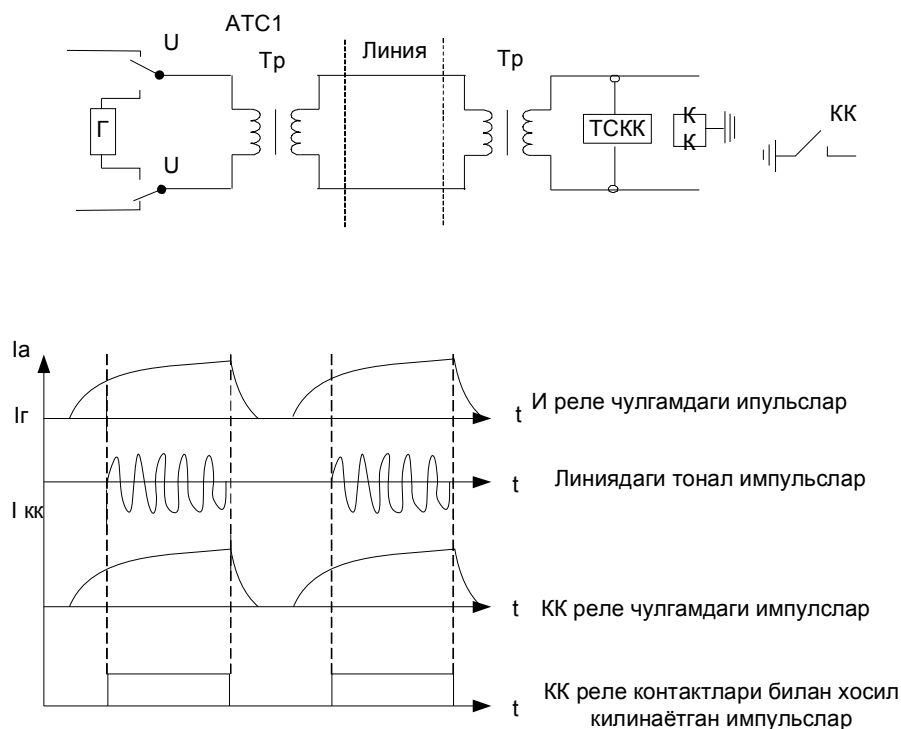 АТС1
U
Тр
Линия
Тр
Г
ТСКК
К
К
КК
U
Iа
Iг
t
И реле чулгамдаги ипульслар
t
Линиядаги тонал импульслар
I кк
t
КК реле чулгамдаги импулслар
t
КК реле контактлари билан хосил
килинаётган импульслар